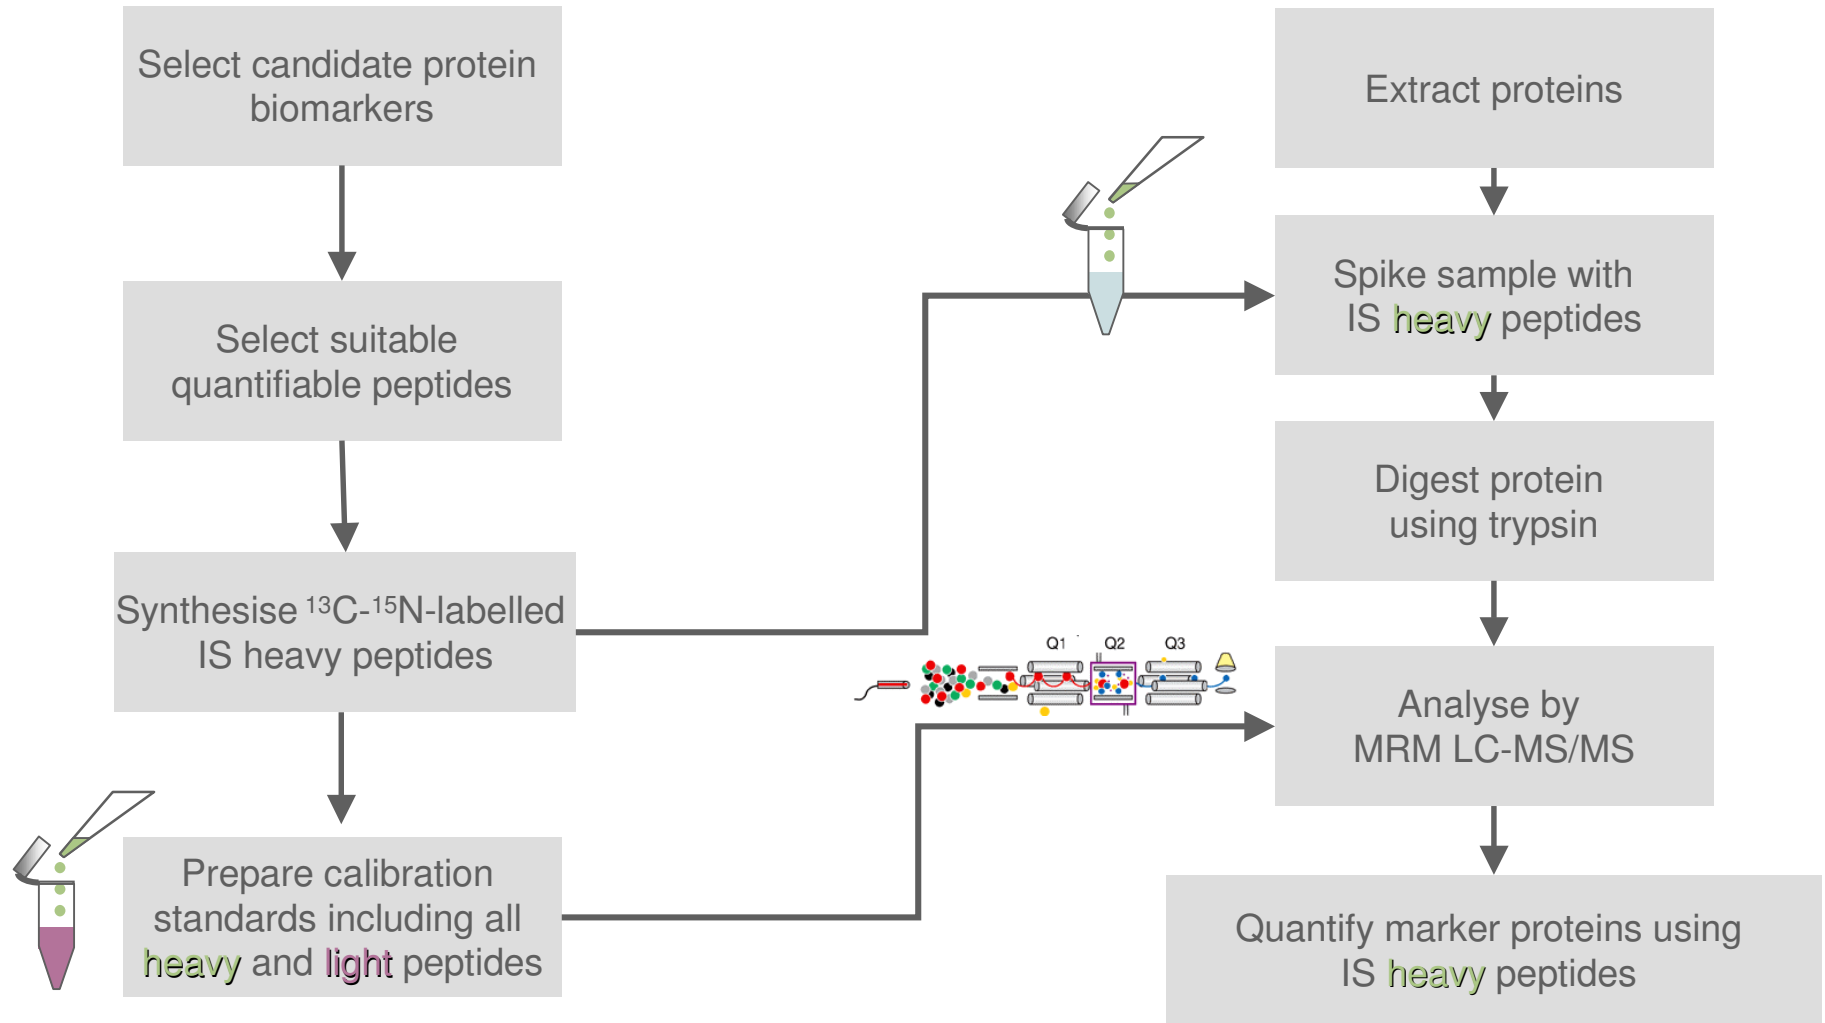 Select candidate protein
biomarkers
Select suitable
quantifiable peptides
Synthesise ¹³C-¹⁵N-labelled
IS heavy peptides
Prepare calibration
standards including all
heavy and light peptides
Extract proteins
Spike sample with
IS heavy peptides
Digest protein
using trypsin
Q1 Q2 Q3
Analyse by
MRM LC-MS/MS
Quantify marker proteins using
IS heavy peptides